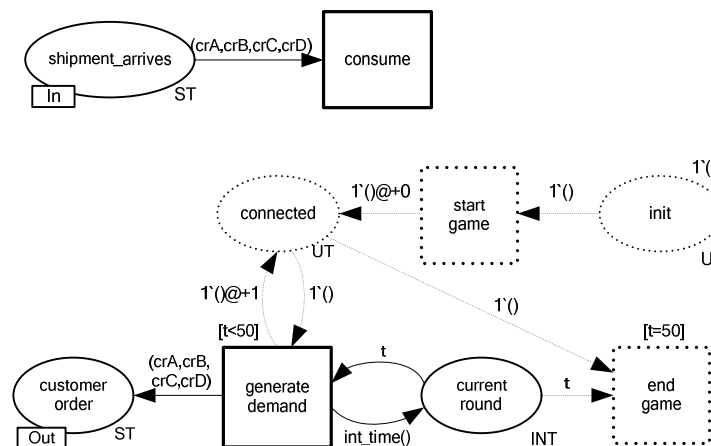 (crA,crB,crC,crD)
shipment_arrives
consume
In
ST
1`(
1`()@+0
start
game
1`()
connected
init
UT
U
1`()@+1
1`()
1`()
[t<50]
[t=50]
t
(crA,crB,
crC,crD)
customer
order
generate
demand
current
round
t
end
game
Out
ST
int_time()
INT